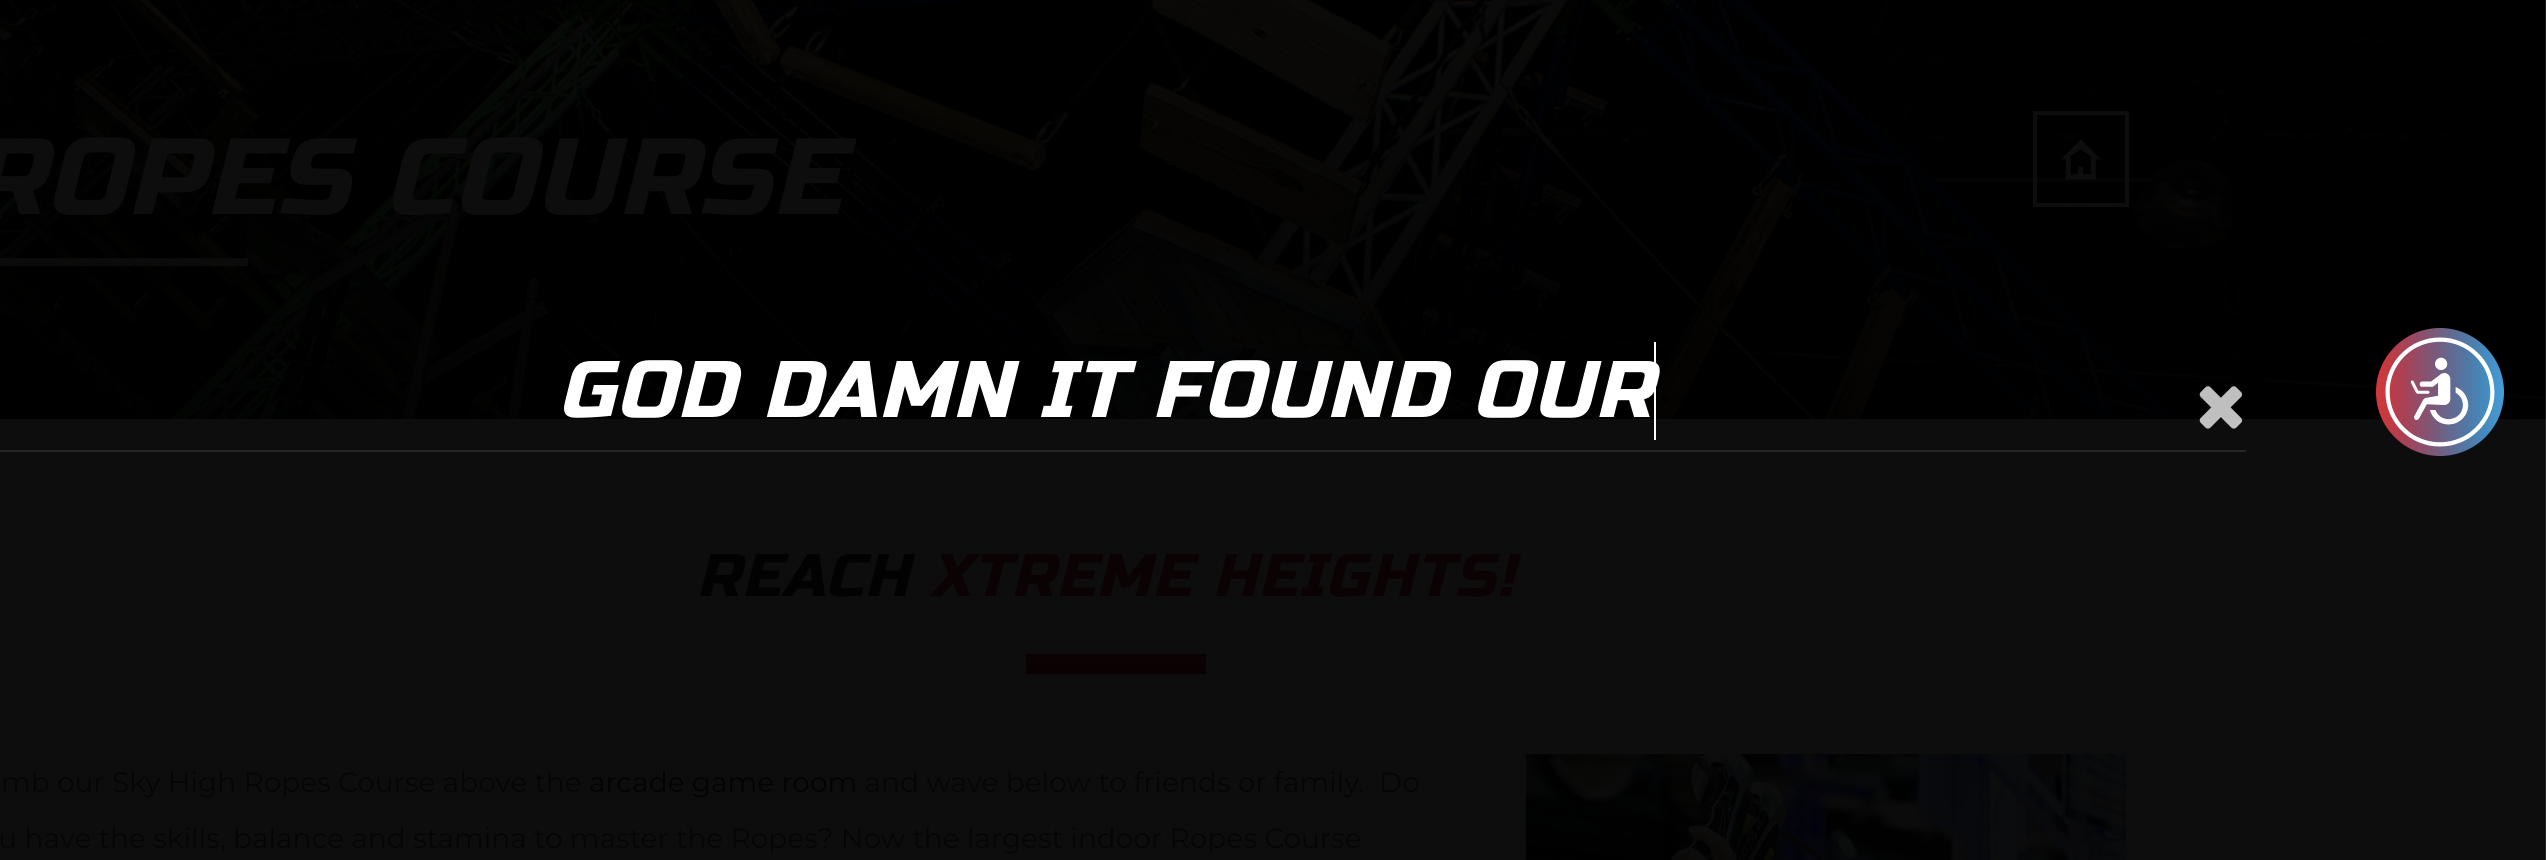 ROPES COURSE
GOD DAMN IT FOUND OUR
REACH XTREME HEIGHTS!
mb our Sky High Ropes Course above the arcade game room and wave below to friends or family. Do
u have the skills, balance and stamina to master the Ropes? Now the largest indoor Ropes Course